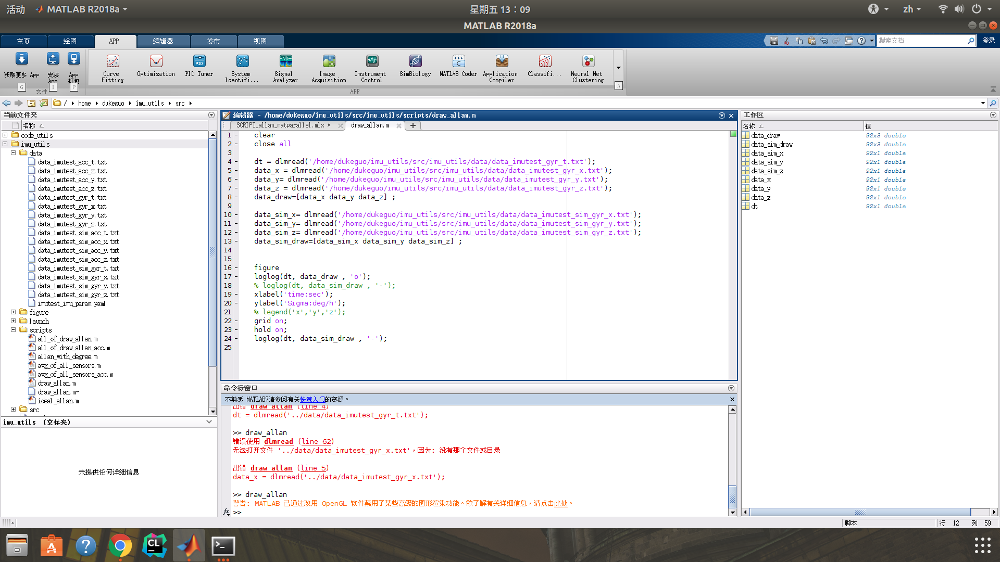 活动 MATLAB R2018a 星期五 13：09 zh
MATLAB R2018a
主页 绘图 APP 编辑器 发布 视图 搜索文档 登录
获取更多 App 安装 App App 打包 Curve Fitting Optimization PID Tuner System Identifi... Signal Analyzer Image Acquisition Instrument Control SimBiology MATLAB Coder Application Compiler Classifi... Neural Net Clustering
G I P A
文件 APP
/ home dukeguo imu_utils src
当前文件夹
名称
code_utils
imu_utils
data
data_imutest_acc_t.txt
data_imutest_acc_x.txt
data_imutest_acc_y.txt
data_imutest_acc_z.txt
data_imutest_gyr_t.txt
data_imutest_gyr_x.txt
data_imutest_gyr_y.txt
data_imutest_gyr_z.txt
data_imutest_sim_acc_t.txt
data_imutest_sim_acc_x.txt
data_imutest_sim_acc_y.txt
data_imutest_sim_acc_z.txt
data_imutest_sim_gyr_t.txt
data_imutest_sim_gyr_x.txt
data_imutest_sim_gyr_y.txt
data_imutest_sim_gyr_z.txt
imutest_imu_param.yaml
figure
launch
scripts
all_of_draw_allan.m
all_of_draw_allan_acc.m
allan_with_degree.m
avg_of_all_sensors.m
avg_of_all_sensors_acc.m
draw_allan.m
draw_allan.m~
ideal_allan.m
src
imu_utils (文件夹)
未提供任何详细信息
编辑器 - /home/dukeguo/imu_utils/src/imu_utils/scripts/draw_allan.m
SCRIPT_allan_matparallel.mlx * draw_allan.m
1 clear
2 close all
3
4 dt = dlmread('/home/dukeguo/imu_utils/src/imu_utils/data/data_imutest_gyr_t.txt');
5 data_x = dlmread('/home/dukeguo/imu_utils/src/imu_utils/data/data_imutest_gyr_x.txt');
6 data_y= dlmread('/home/dukeguo/imu_utils/src/imu_utils/data/data_imutest_gyr_y.txt');
7 data_z = dlmread('/home/dukeguo/imu_utils/src/imu_utils/data/data_imutest_gyr_z.txt');
8 data_draw=[data_x data_y data_z] ;
9
10 data_sim_x= dlmread('/home/dukeguo/imu_utils/src/imu_utils/data/data_imutest_sim_gyr_x.txt');
11 data_sim_y= dlmread('/home/dukeguo/imu_utils/src/imu_utils/data/data_imutest_sim_gyr_y.txt');
12 data_sim_z= dlmread('/home/dukeguo/imu_utils/src/imu_utils/data/data_imutest_sim_gyr_z.txt');
13 data_sim_draw=[data_sim_x data_sim_y data_sim_z] ;
14
15
16 figure
17 loglog(dt, data_draw , 'o');
18 % loglog(dt, data_sim_draw , '-');
19 xlabel('time:sec');
20 ylabel('Sigma:deg/h');
21 % legend('x','y','z');
22 grid on;
23 hold on;
24 loglog(dt, data_sim_draw , '-');
25
命令行窗口
不熟悉 MATLAB?请参阅有关快速入门的资源。
出错 draw_allan (line 4)
dt = dlmread('../data/data_imutest_gyr_t.txt');
>> draw_allan
错误使用 dlmread (line 62)
无法打开文件 '../data/data_imutest_gyr_x.txt'，因为: 没有那个文件或目录
出错 draw_allan (line 5)
data_x = dlmread('../data/data_imutest_gyr_x.txt');
>> draw_allan
警告: MATLAB 已通过改用 OpenGL 软件禁用了某些高级的图形渲染功能。欲了解有关详细信息，请点击此处。
fx >>
工作区
名称 值
data_draw 92x3 double
data_sim_draw 92x3 double
data_sim_x 92x1 double
data_sim_y 92x1 double
data_sim_z 92x1 double
data_x 92x1 double
data_y 92x1 double
data_z 92x1 double
dt 92x1 double
脚本 行 12 列 59
CL